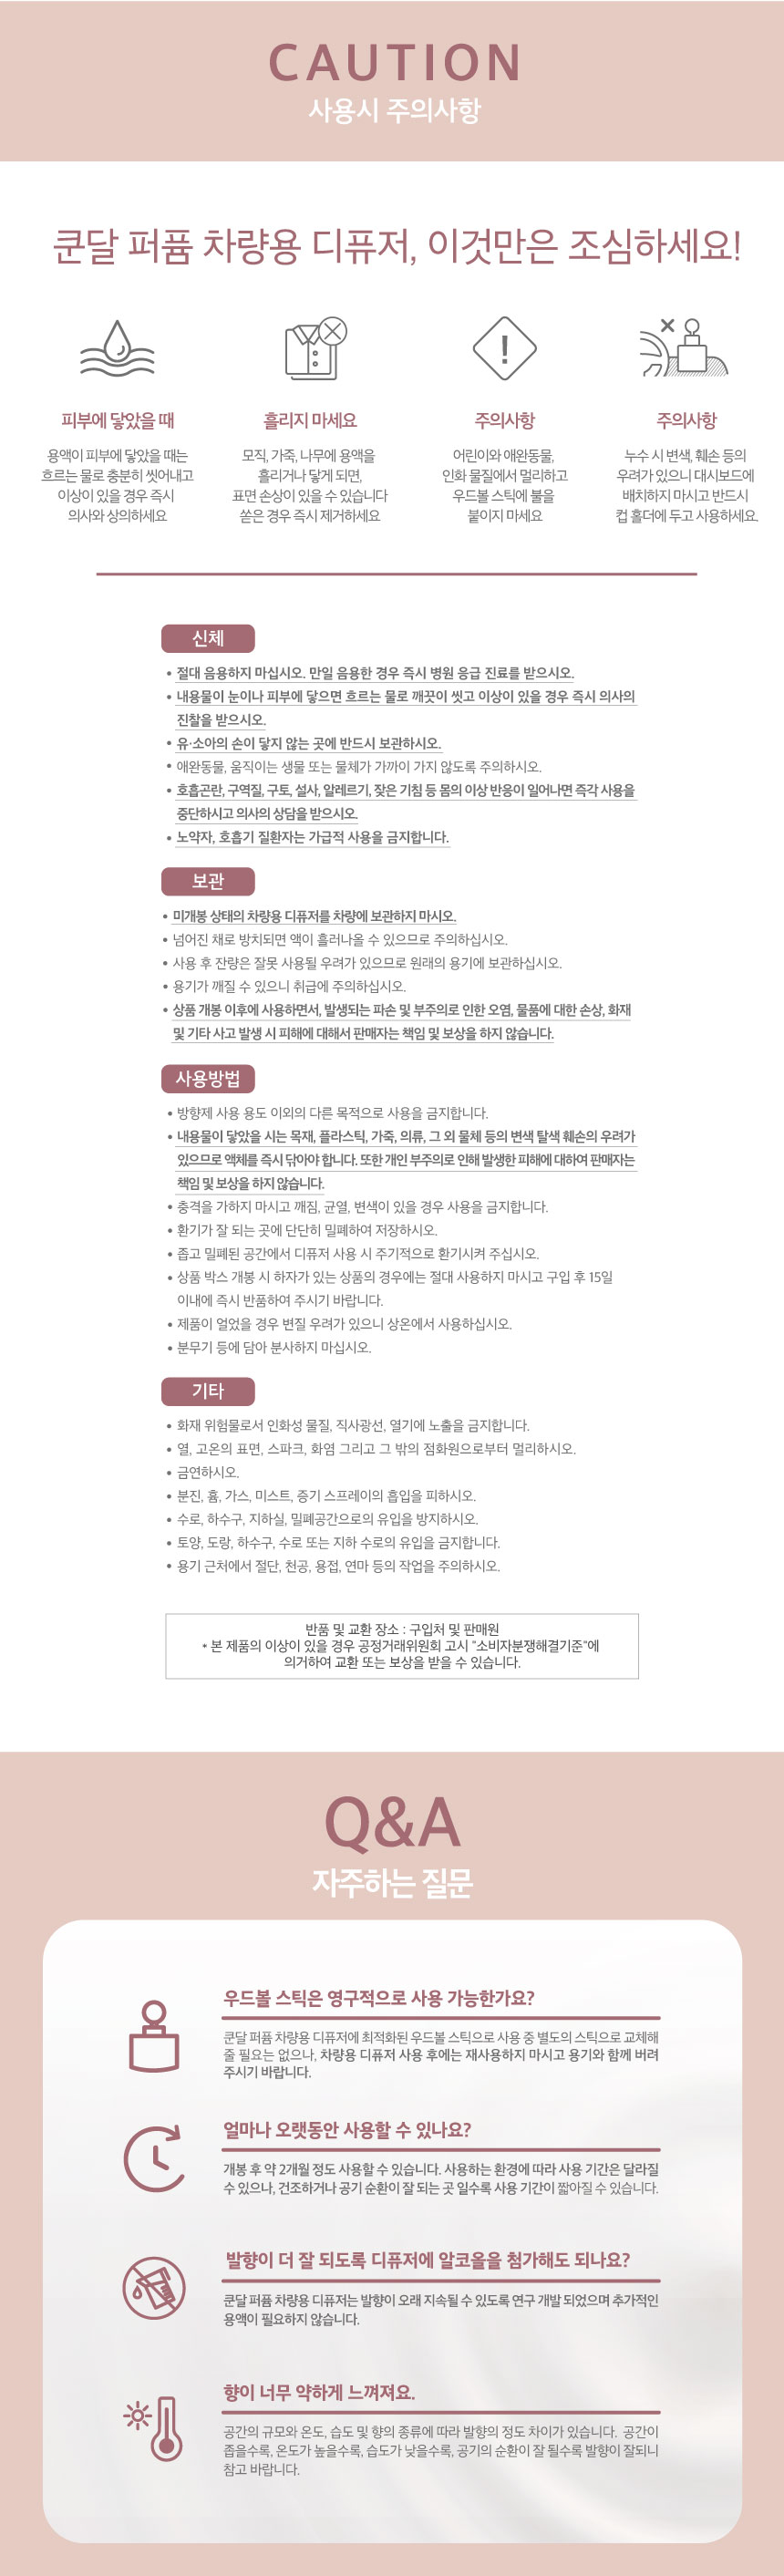 CAUTION
사용시 주의사항
쿤달 퍼퓸 차량용 디퓨저, 이것만은 조심하세요!
피부에 닿았을 때
용액이 피부에 닿았을 때는
흐르는 물로 충분히 씻어내고
이상이 있을 경우 즉시
의사와 상의하세요
흘리지 마세요
모직, 가죽, 나무에 용액을
흘리거나 닿게 되면,
표면 손상이 있을 수 있습니다
쏟은 경우 즉시 제거하세요
주의사항
어린이와 애완동물,
인화 물질에서 멀리하고
우드볼 스틱에 불을
붙이지 마세요
주의사항
누수 시 변색, 훼손 등의
우려가 있으니 대시보드에
배치하지 마시고 반드시
컵 홀더에 두고 사용하세요.
신체
• 절대 음용하지 마십시오. 만일 음용한 경우 즉시 병원 응급 진료를 받으시오.
• 내용물이 눈이나 피부에 닿으면 흐르는 물로 깨끗이 씻고 이상이 있을 경우 즉시 의사의
진찰을 받으시오.
• 유·소아의 손이 닿지 않는 곳에 반드시 보관하시오.
• 애완동물, 움직이는 생물 또는 물체가 가까이 가지 않도록 주의하시오.
• 호흡곤란, 구역질, 구토, 설사, 알레르기, 잦은 기침 등 몸의 이상 반응이 일어나면 즉각 사용을
중단하시고 의사의 상담을 받으시오.
• 노약자, 호흡기 질환자는 가급적 사용을 금지합니다.
보관
• 미개봉 상태의 차량용 디퓨저를 차량에 보관하지 마시오.
• 넘어진 채로 방치되면 액이 흘러나올 수 있으므로 주의하십시오.
• 사용 후 잔량은 잘못 사용될 우려가 있으므로 원래의 용기에 보관하십시오.
• 용기가 깨질 수 있으니 취급에 주의하십시오.
• 상품 개봉 이후에 사용하면서, 발생되는 파손 및 부주의로 인한 오염, 물품에 대한 손상, 화재
및 기타 사고 발생 시 피해에 대해서 판매자는 책임 및 보상을 하지 않습니다.
사용방법
• 방향제 사용 용도 이외의 다른 목적으로 사용을 금지합니다.
• 내용물이 닿았을 시는 목재, 플라스틱, 가죽, 의류, 그 외 물체 등의 변색 탈색 훼손의 우려가
있으므로 액체를 즉시 닦아야 합니다. 또한 개인 부주의로 인해 발생한 피해에 대하여 판매자는
책임 및 보상을 하지 않습니다.
• 충격을 가하지 마시고 깨짐, 균열, 변색이 있을 경우 사용을 금지합니다.
• 환기가 잘 되는 곳에 단단히 밀폐하여 저장하시오.
• 좁고 밀폐된 공간에서 디퓨저 사용 시 주기적으로 환기시켜 주십시오.
• 상품 박스 개봉 시 하자가 있는 상품의 경우에는 절대 사용하지 마시고 구입 후 15일
이내에 즉시 반품하여 주시기 바랍니다.
• 제품이 얼었을 경우 변질 우려가 있으니 상온에서 사용하십시오.
• 분무기 등에 담아 분사하지 마십시오.
기타
• 화재 위험물로서 인화성 물질, 직사광선, 열기에 노출을 금지합니다.
• 열, 고온의 표면, 스파크, 화염 그리고 그 밖의 점화원으로부터 멀리하시오.
• 금연하시오.
• 분진, 흄, 가스, 미스트, 증기 스프레이의 흡입을 피하시오.
• 수로, 하수구, 지하실, 밀폐공간으로의 유입을 방지하시오.
• 토양, 도랑, 하수구, 수로 또는 지하 수로의 유입을 금지합니다.
• 용기 근처에서 절단, 천공, 용접, 연마 등의 작업을 주의하시오.
반품 및 교환 장소 : 구입처 및 판매원
* 본 제품의 이상이 있을 경우 공정거래위원회 고시 "소비자분쟁해결기준"에
의거하여 교환 또는 보상을 받을 수 있습니다.
Q&A
자주하는 질문
우드볼 스틱은 영구적으로 사용 가능한가요?
쿤달 퍼퓸 차량용 디퓨저에 최적화된 우드볼 스틱으로 사용 중 별도의 스틱으로 교체해
줄 필요는 없으나, 차량용 디퓨저 사용 후에는 재사용하지 마시고 용기와 함께 버려
주시기 바랍니다.
얼마나 오랫동안 사용할 수 있나요?
개봉 후 약 2개월 정도 사용할 수 있습니다. 사용하는 환경에 따라 사용 기간은 달라질
수 있으나, 건조하거나 공기 순환이 잘 되는 곳 일수록 사용 기간이 짧아질 수 있습니다.
발향이 더 잘 되도록 디퓨저에 알코올을 첨가해도 되나요?
쿤달 퍼퓸 차량용 디퓨저는 발향이 오래 지속될 수 있도록 연구 개발 되었으며 추가적인
용액이 필요하지 않습니다.
향이 너무 약하게 느껴져요.
공간의 규모와 온도, 습도 및 향의 종류에 따라 발향의 정도 차이가 있습니다. 공간이
좁을수록, 온도가 높을수록, 습도가 낮을수록, 공기의 순환이 잘 될수록 발향이 잘되니
참고 바랍니다.